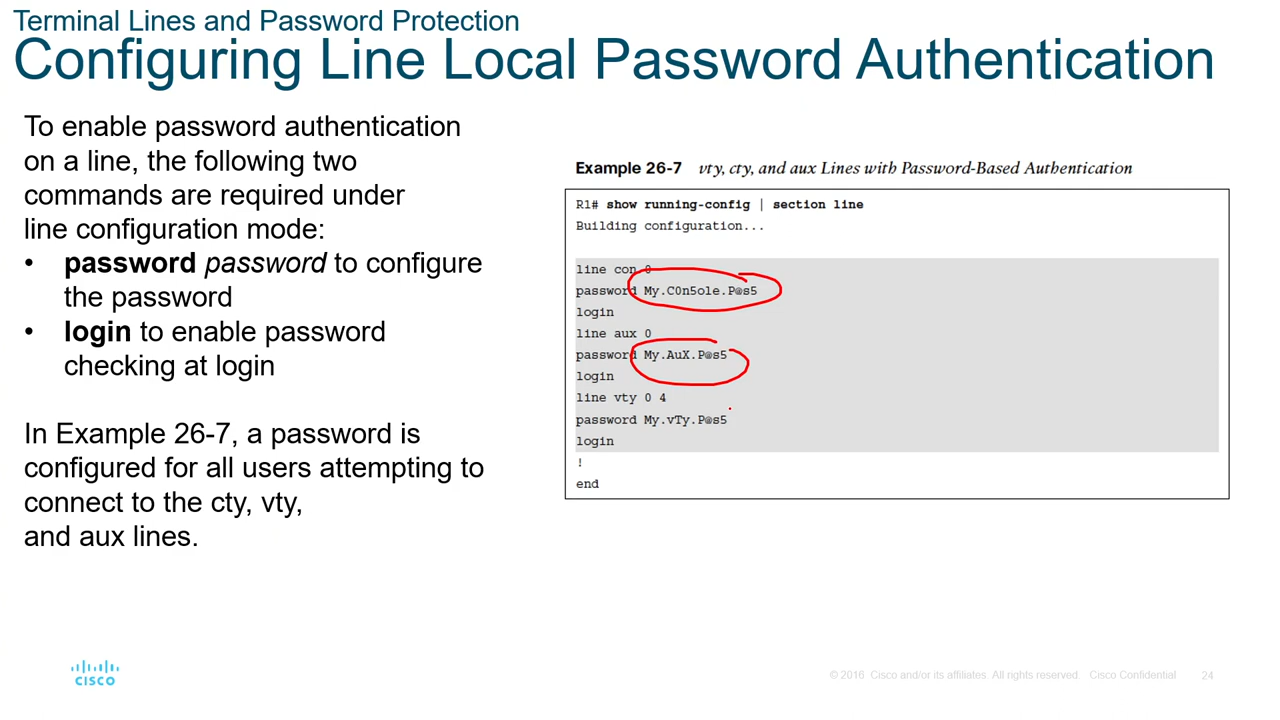 Terminal Lines and Password Protection
Configuring Line Local Password Authentication
To enable password authentication
on a line, the following two
commands are required under
line configuration mode:
• password password to configure
the password
• login to enable password
checking at login
In Example 26-7, a password is
configured for all users attempting to
connect to the cty, vty,
and aux lines.
Example 26-7 vty, cty, and aux Lines with Password-Based Authentication
R1# show running-config | section line
Building configuration...
line con 0
password My.C0n5ole.P@s5
login
line aux 0
password My.AuX.P@s5
login
line vty 0 4
password My.vTy.P@s5
login
!
end
CISCO
© 2016 Cisco and/or its affiliates. All rights reserved. Cisco Confidential 24